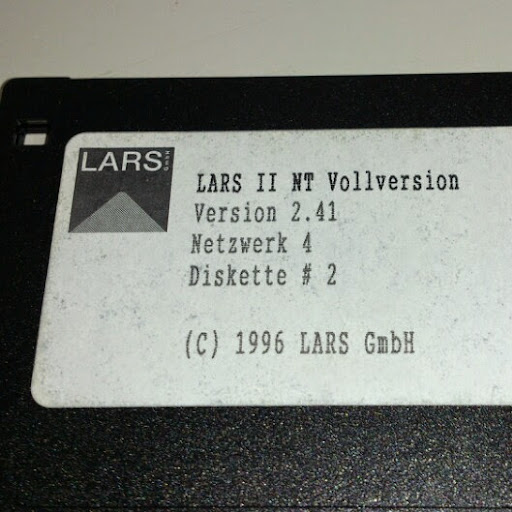 LARS
LARS II NT Vollversion
Version 2.41
Netzwerk 4
Diskette # 2
(C) 1996 LARS GmbH